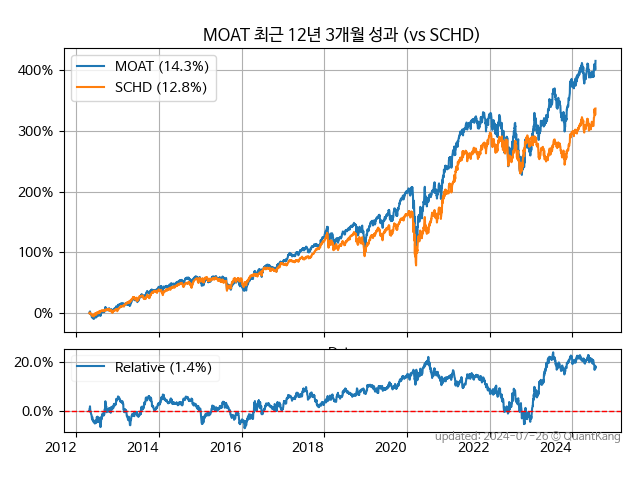 MOAT 최근 12년 3개월 성과 (vs SCHD)
MOAT (14.3%)
SCHD (12.8%)
400%
300%
200%
100%
0%
Relative (1.4%)
20.0%
0.0%
2012 2014 2016 2018 2020 2022 2024
updated: 2024-07-26 © QuantKang